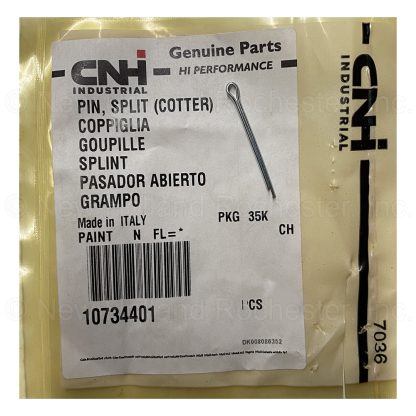 CNH
INDUSTRIAL
Genuine Parts
HI PERFORMANCE
PIN, SPLIT (COTTER)
COPPIGLIA
GOUPILLE
SPLINT
PASADOR ABIERTO
GRAMPO
Made in ITALY
PKG 35K
PAINT N FL=*
CH
10734401
PCS
DK008086302
CNH
INDUSTRIAL
7036